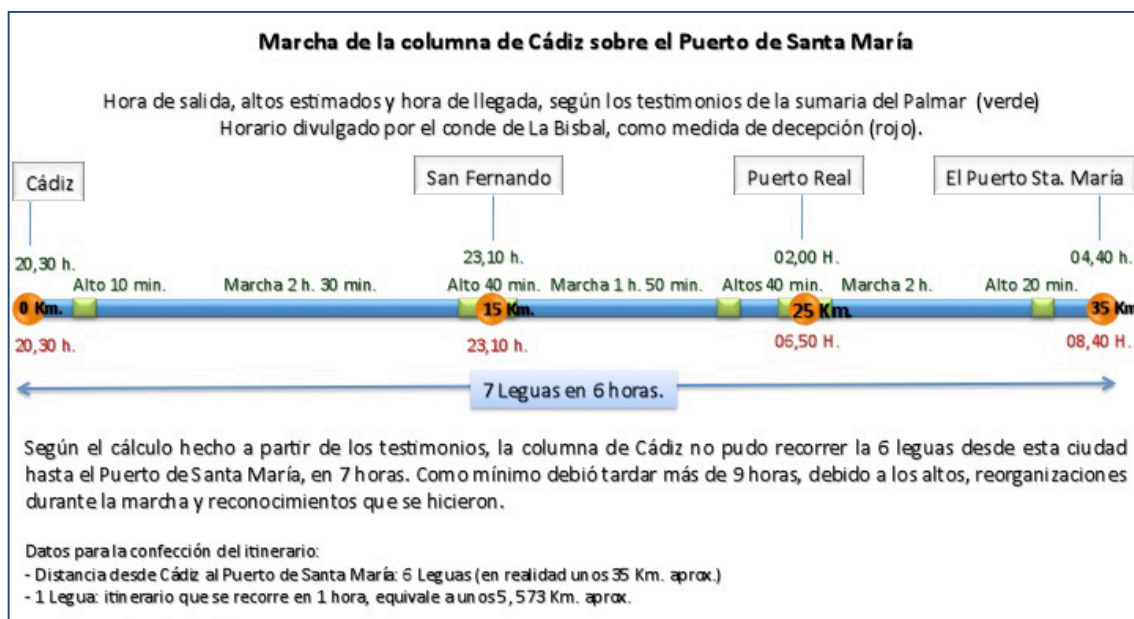 Marcha de la columna de Cádiz sobre el Puerto de Santa María
Hora de salida, altos estimados y hora de llegada, según los testimonios de la sumaria del Palmar (verde)
Horario divulgado por el conde de La Bisbal, como medida de decepción (rojo).
Cádiz San Fernando Puerto Real El Puerto Sta. María
20,30 h. 23,10 h. 02,00 H. 04,40 h.
Alto 10 min. Marcha 2 h. 30 min. Alto 40 min. Marcha 1 h. 50 min. Altos 40 min. Marcha 2 h. Alto 20 min.
0 Km. 15 Km. 25 Km. 35 Km
20,30 h. 23,10 h. 06,50 H. 08,40 H.
7 Leguas en 6 horas.
Según el cálculo hecho a partir de los testimonios, la columna de Cádiz no pudo recorrer la 6 leguas desde esta ciudad
hasta el Puerto de Santa María, en 7 horas. Como mínimo debió tardar más de 9 horas, debido a los altos, reorganizaciones
durante la marcha y reconocimientos que se hicieron.
Datos para la confección del itinerario:
- Distancia desde Cádiz al Puerto de Santa María: 6 Leguas (en realidad unos 35 Km. aprox.)
- 1 Legua: itinerario que se recorre en 1 hora, equivale a unos 5, 573 Km. aprox.